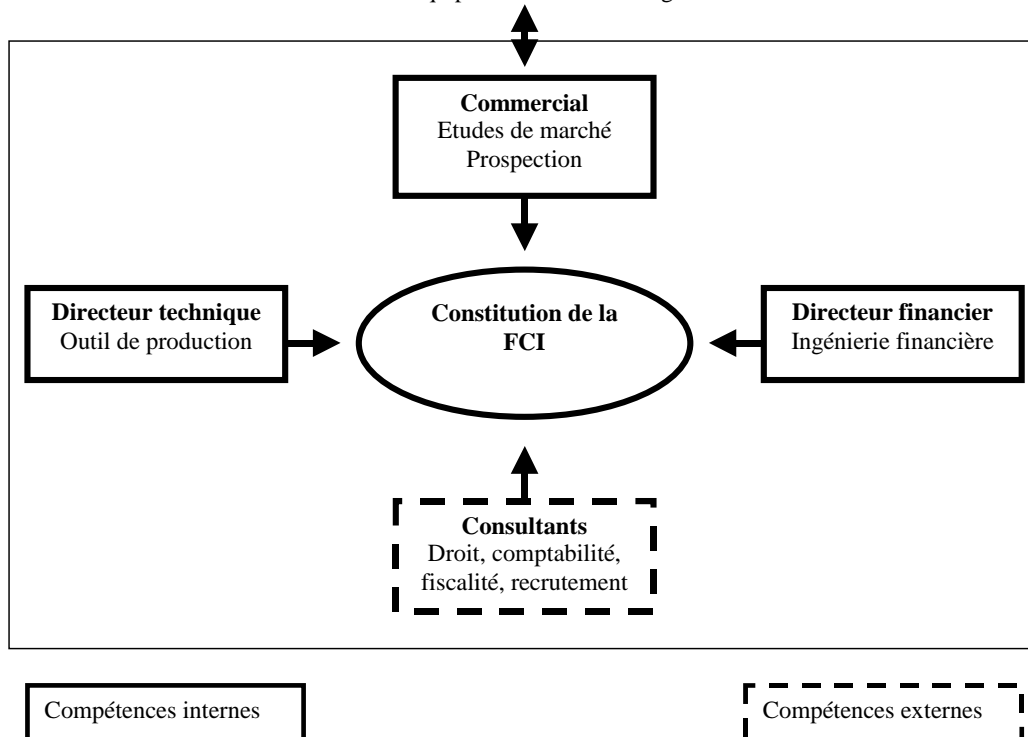 Commercial
Etudes de marché
Prospection
Directeur technique
Outil de production
Constitution de la
FCI
Directeur financier
Ingénierie financière
Consultants
Droit, comptabilité,
fiscalité, recrutement
Compétences internes
Compétences externes